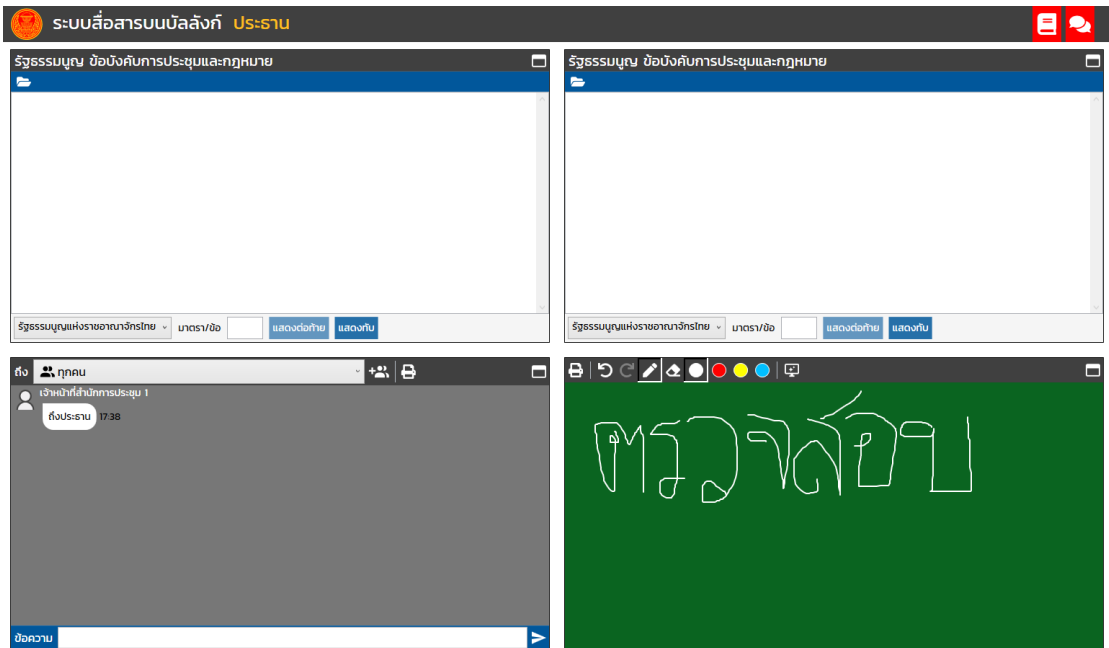 ระบบสื่อสารบนบัลลังก์ ประธาน
รัฐธรรมนูญ ข้อบังคับการประชุมและกฎหมาย
รัฐธรรมนูญแห่งราชอาณาจักรไทย มาตรา/ข้อ แสดงต่อท้าย แสดงทับ
รัฐธรรมนูญ ข้อบังคับการประชุมและกฎหมาย
รัฐธรรมนูญแห่งราชอาณาจักรไทย มาตรา/ข้อ แสดงต่อท้าย แสดงทับ
ถึง ทุกคน
เจ้าหน้าที่สำนักการประชุม 1
ถึงประธาน 17:38
ข้อความ
ตรวจสอบ